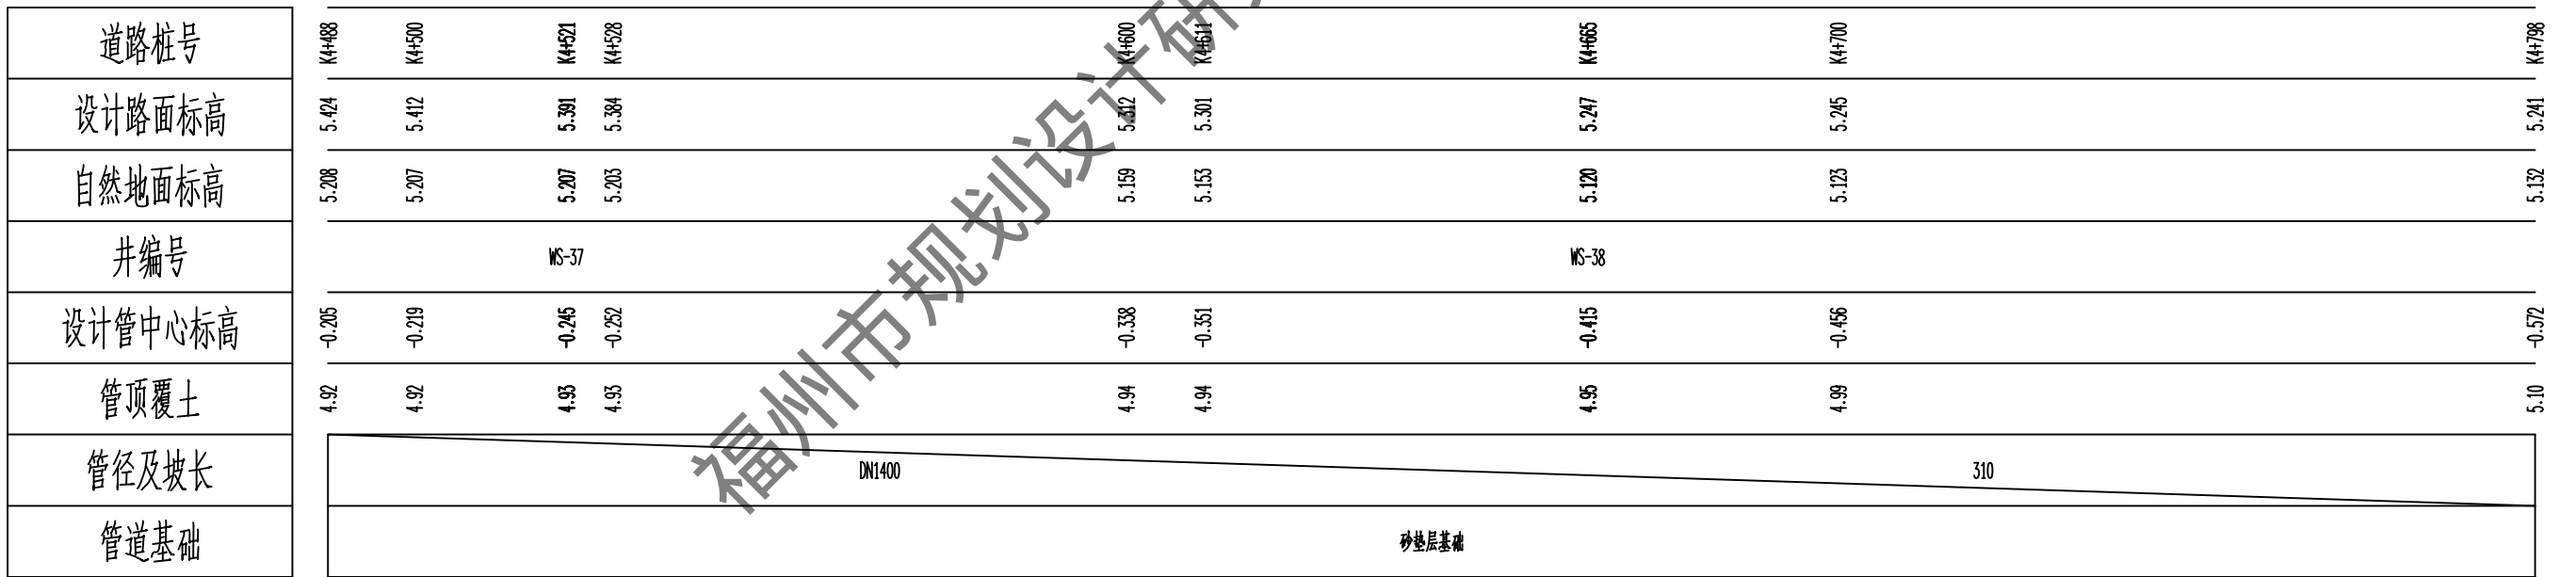 道路桩号 K4+488 K4+500 K4+521 K4+528 K4+600 K4+611 K4+665 K4+700 K4+798
设计路面标高 5.424 5.412 5.391 5.384 5.312 5.301 5.247 5.245 5.241
自然地面标高 5.208 5.207 5.207 5.203 5.159 5.153 5.120 5.123 5.132
井编号 WS-37 WS-38
设计管中心标高 -0.205 -0.219 -0.245 -0.252 -0.338 -0.351 -0.415 -0.456 -0.572
管顶覆土 4.92 4.92 4.93 4.93 4.94 4.94 4.95 4.99 5.10
管径及坡长 DN1400 310
管道基础 砂垫层基础
福州市规划设计研